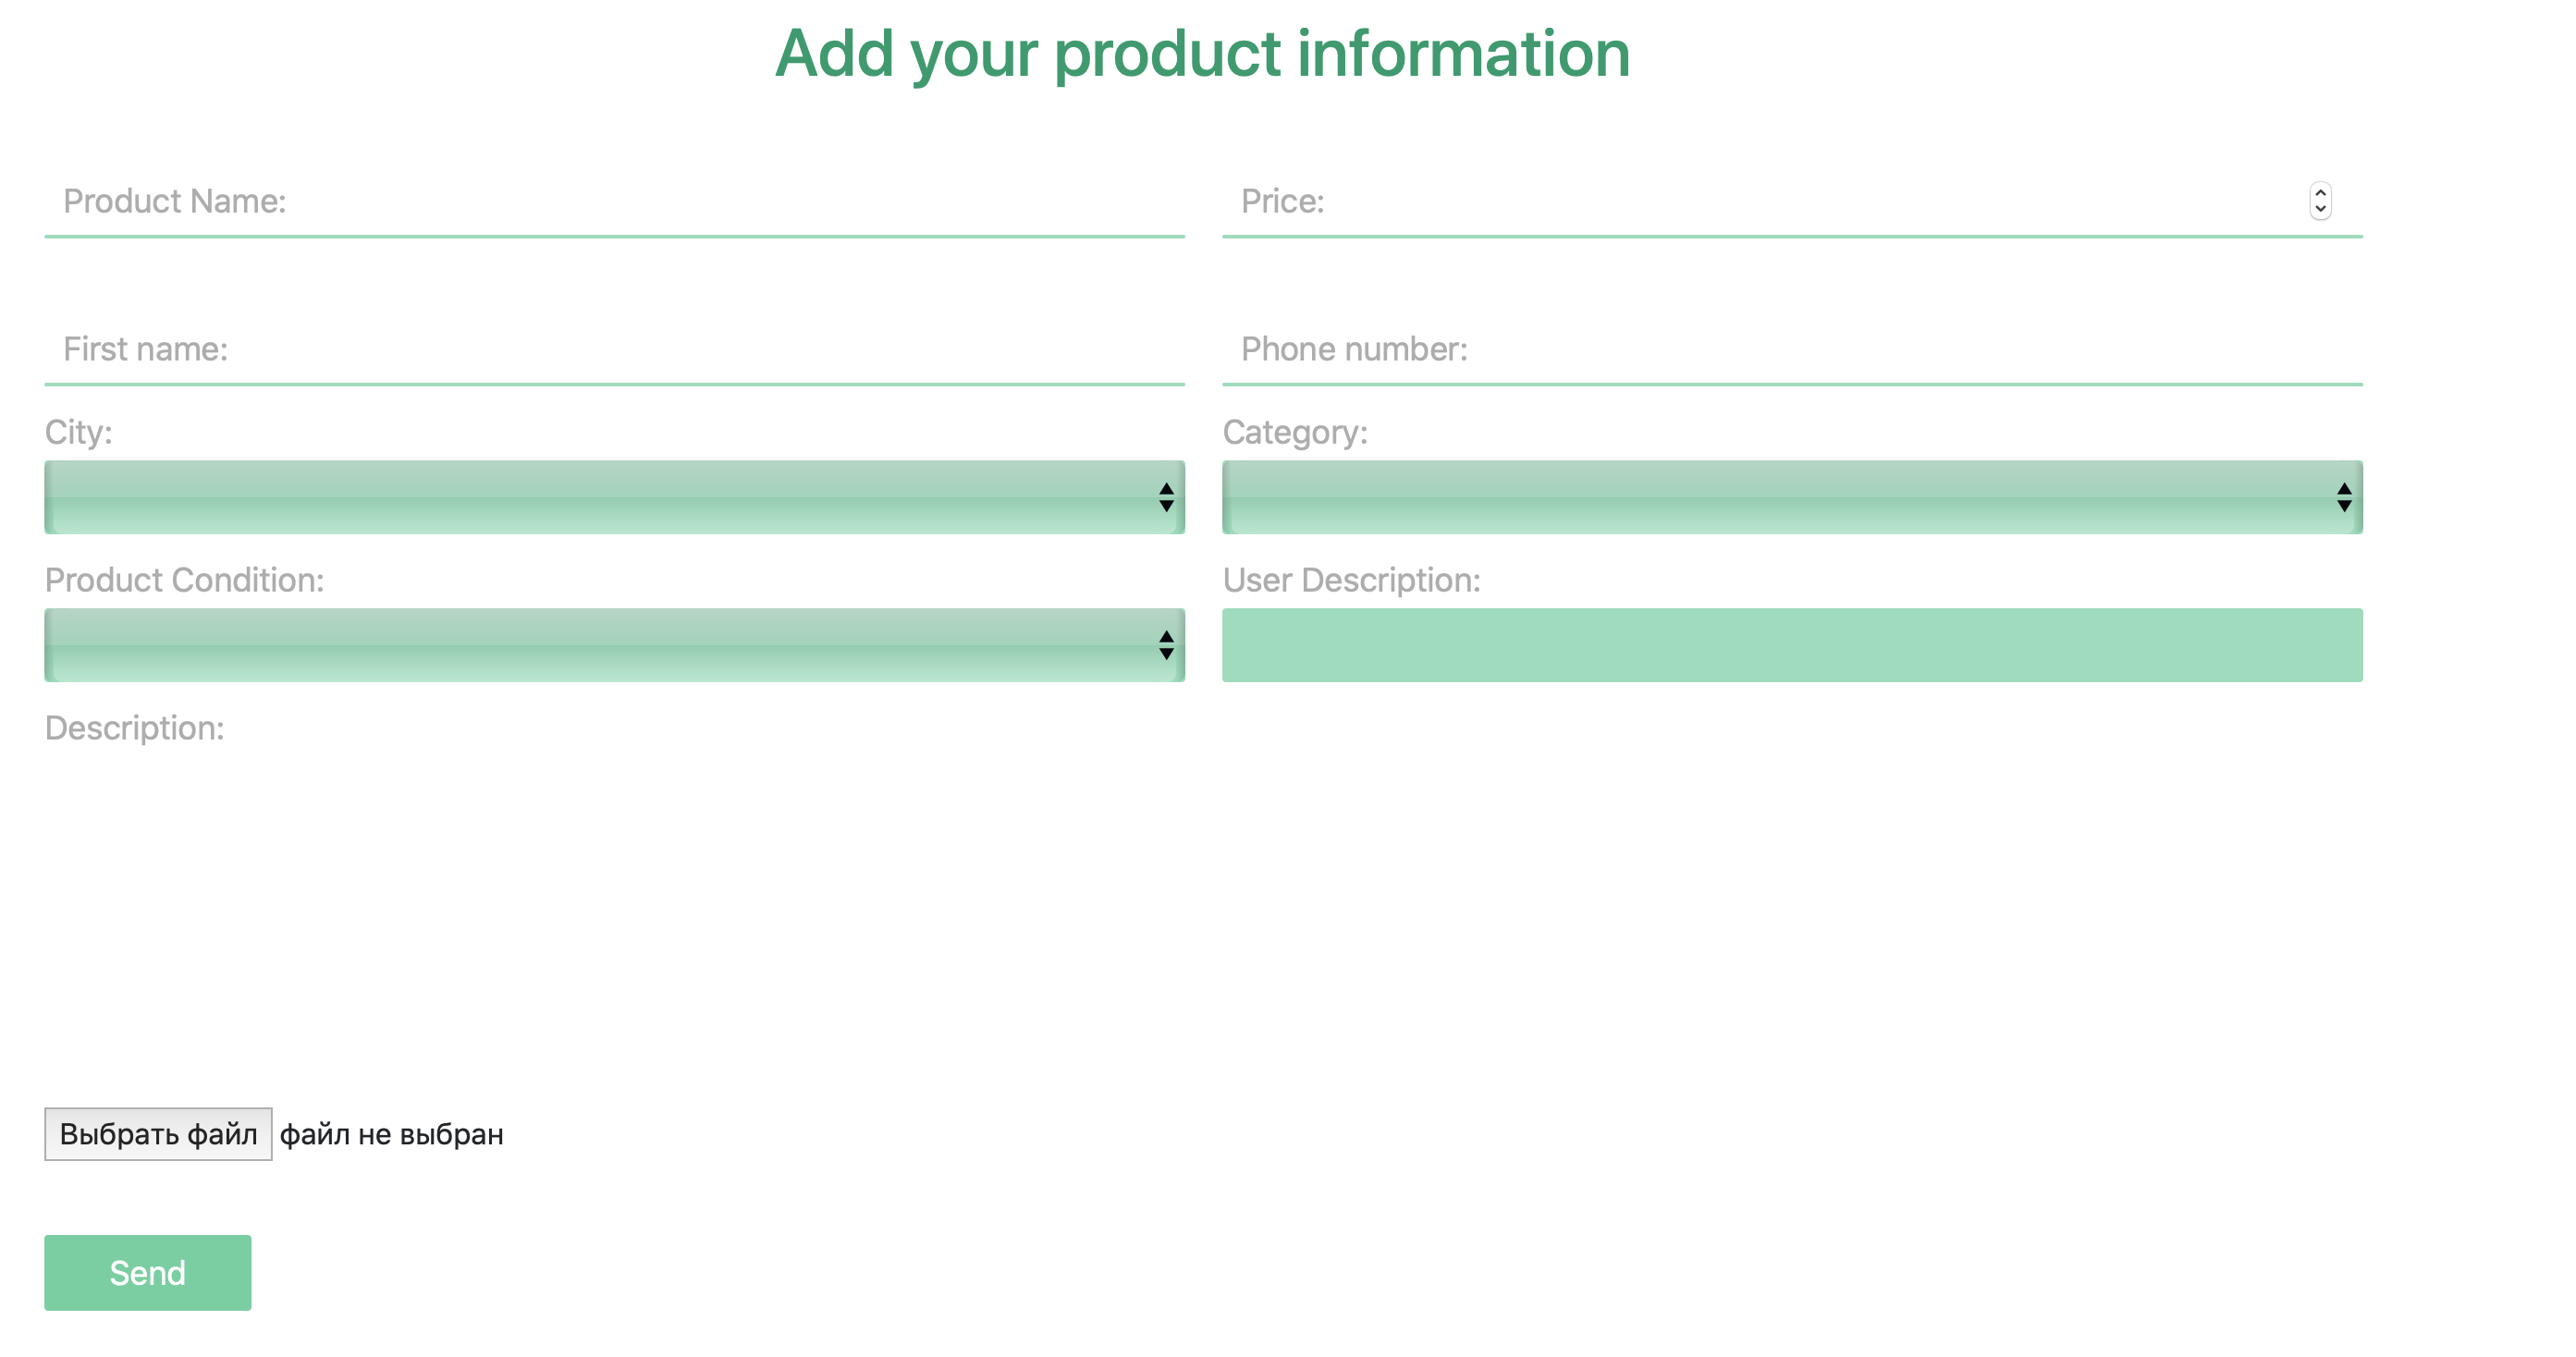 Add your product information
Product Name:
Price:
First name:
Phone number:
City:
Category:
Product Condition:
User Description:
Description:
Выбрать файл файл не выбран
Send